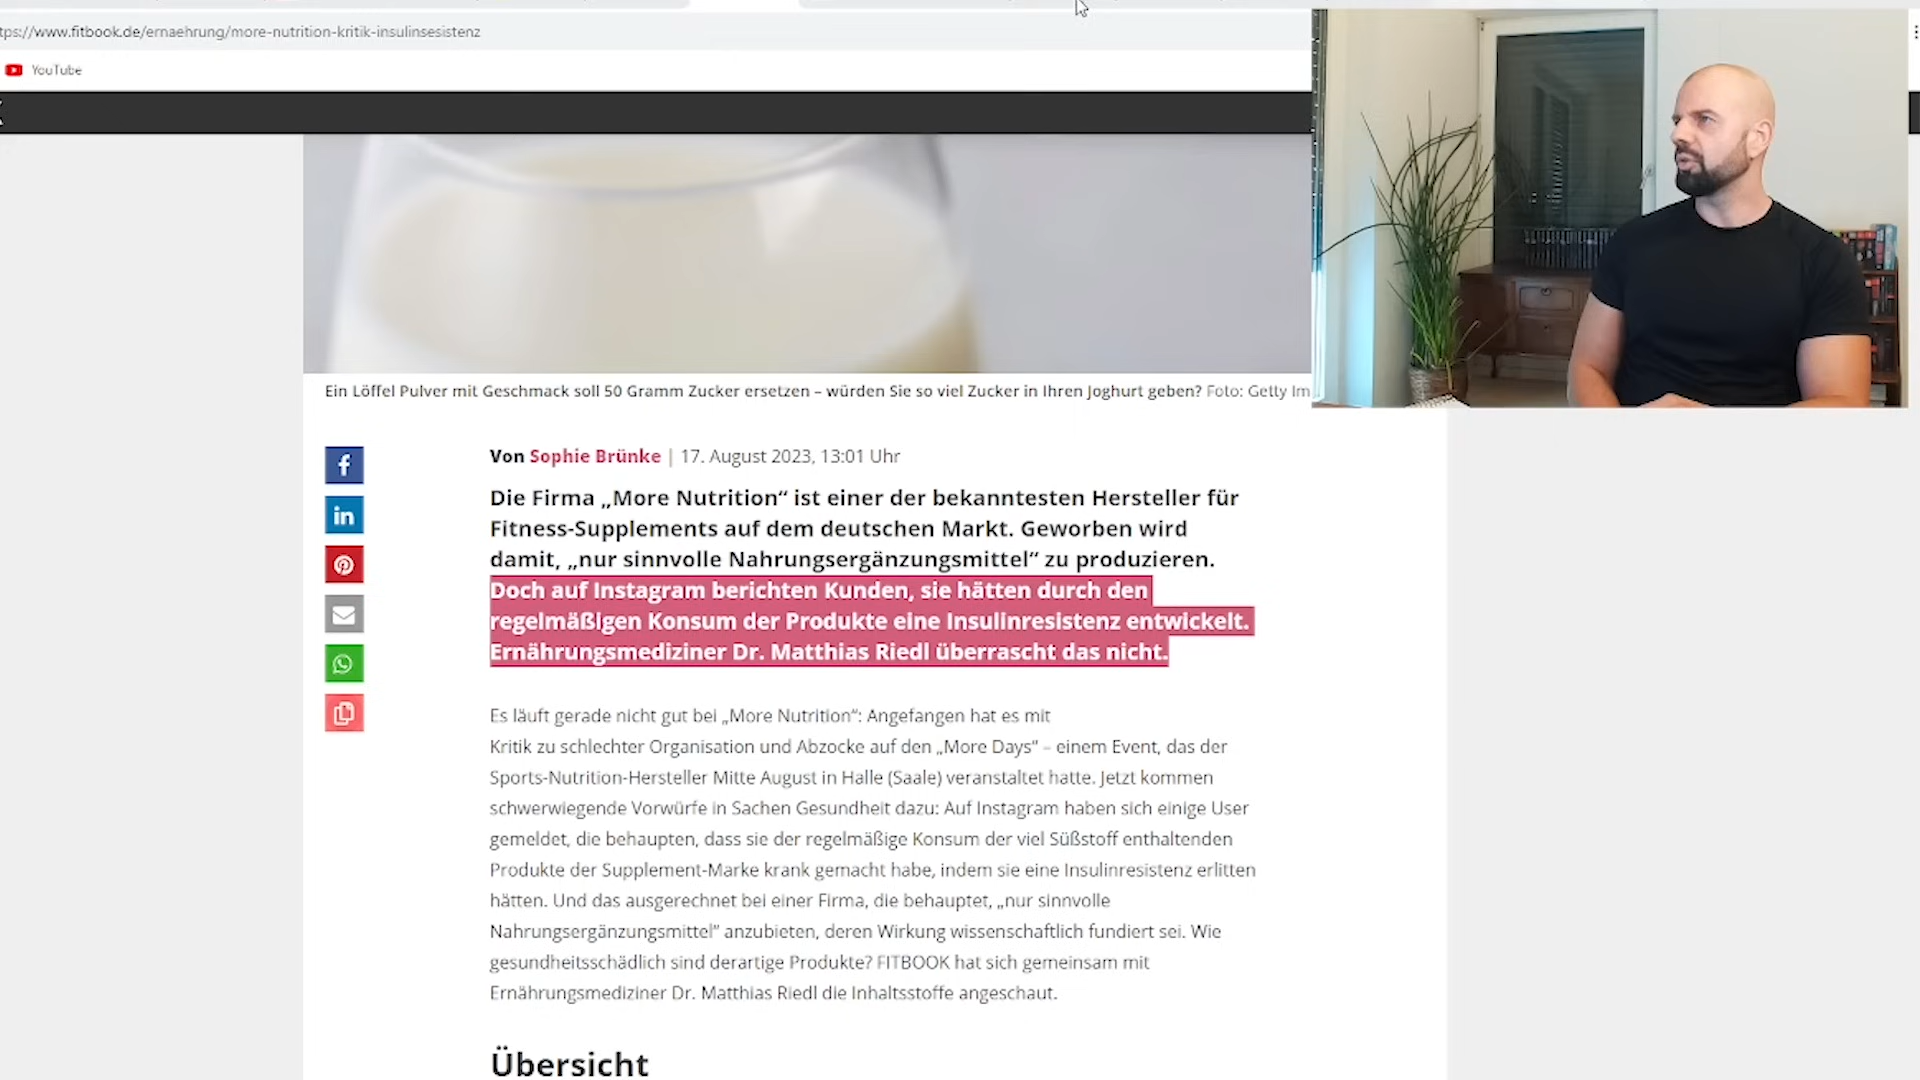 tps://www.fitbook.de/ernaehrung/more-nutrition-kritik-insulinsesistenz
YouTube
Ein Löffel Pulver mit Geschmack soll 50 Gramm Zucker ersetzen – würden Sie so viel Zucker in Ihren Joghurt geben? Foto: Getty Im
Von Sophie Brünke | 17. August 2023, 13:01 Uhr
Die Firma „More Nutrition“ ist einer der bekanntesten Hersteller für
Fitness-Supplements auf dem deutschen Markt. Geworben wird
damit, „nur sinnvolle Nahrungsergänzungsmittel“ zu produzieren.
Doch auf Instagram berichten Kunden, sie hätten durch den
regelmäßigen Konsum der Produkte eine Insulinresistenz entwickelt.
Ernährungsmediziner Dr. Matthias Riedl überrascht das nicht.
Es läuft gerade nicht gut bei „More Nutrition“: Angefangen hat es mit
Kritik zu schlechter Organisation und Abzocke auf den „More Days“ – einem Event, das der
Sports-Nutrition-Hersteller Mitte August in Halle (Saale) veranstaltet hatte. Jetzt kommen
schwerwiegende Vorwürfe in Sachen Gesundheit dazu: Auf Instagram haben sich einige User
gemeldet, die behaupten, dass sie der regelmäßige Konsum der viel Süßstoff enthaltenden
Produkte der Supplement-Marke krank gemacht habe, indem sie eine Insulinresistenz erlitten
hätten. Und das ausgerechnet bei einer Firma, die behauptet, „nur sinnvolle
Nahrungsergänzungsmittel“ anzubieten, deren Wirkung wissenschaftlich fundiert sei. Wie
gesundheitsschädlich sind derartige Produkte? FITBOOK hat sich gemeinsam mit
Ernährungsmediziner Dr. Matthias Riedl die Inhaltsstoffe angeschaut.
Übersicht